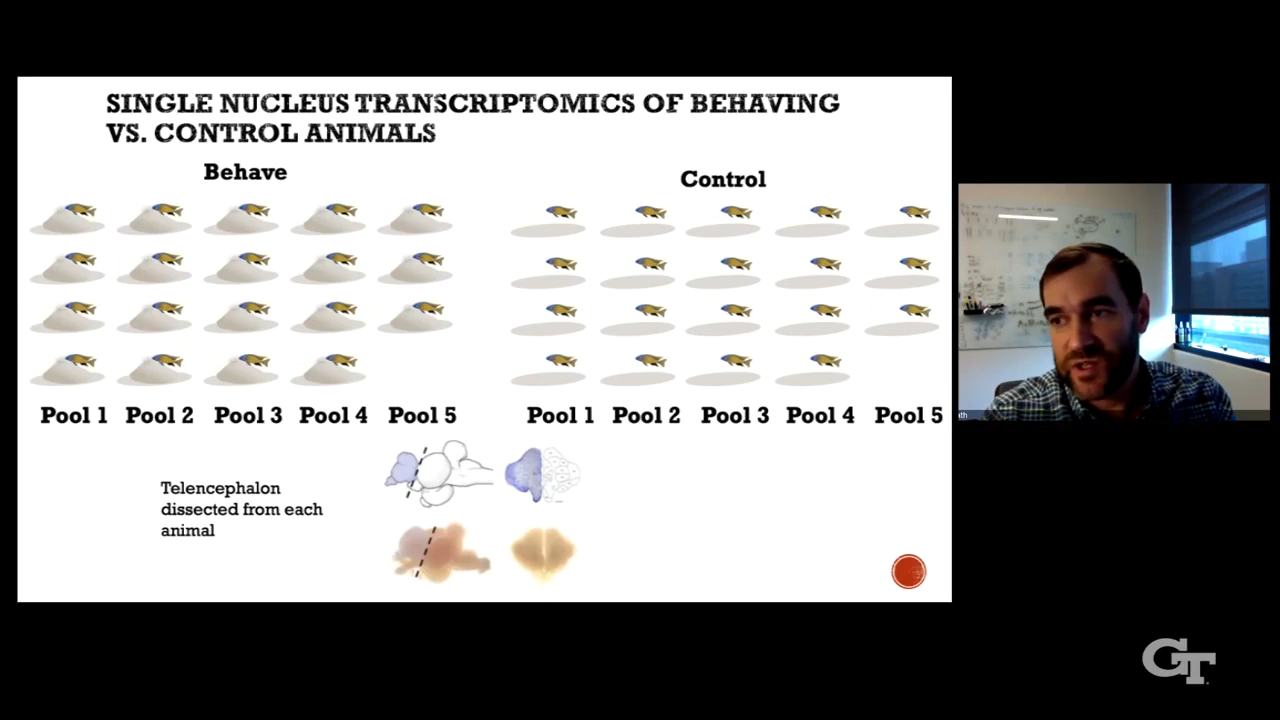 SINGLE NUCLEUS TRANSCRIPTOMICS OF BEHAVING
VS. CONTROL ANIMALS
Behave
Control
Pool 1 Pool 2 Pool 3 Pool 4 Pool 5
Pool 1 Pool 2 Pool 3 Pool 4 Pool 5
Telencephalon
dissected from each
animal
GT